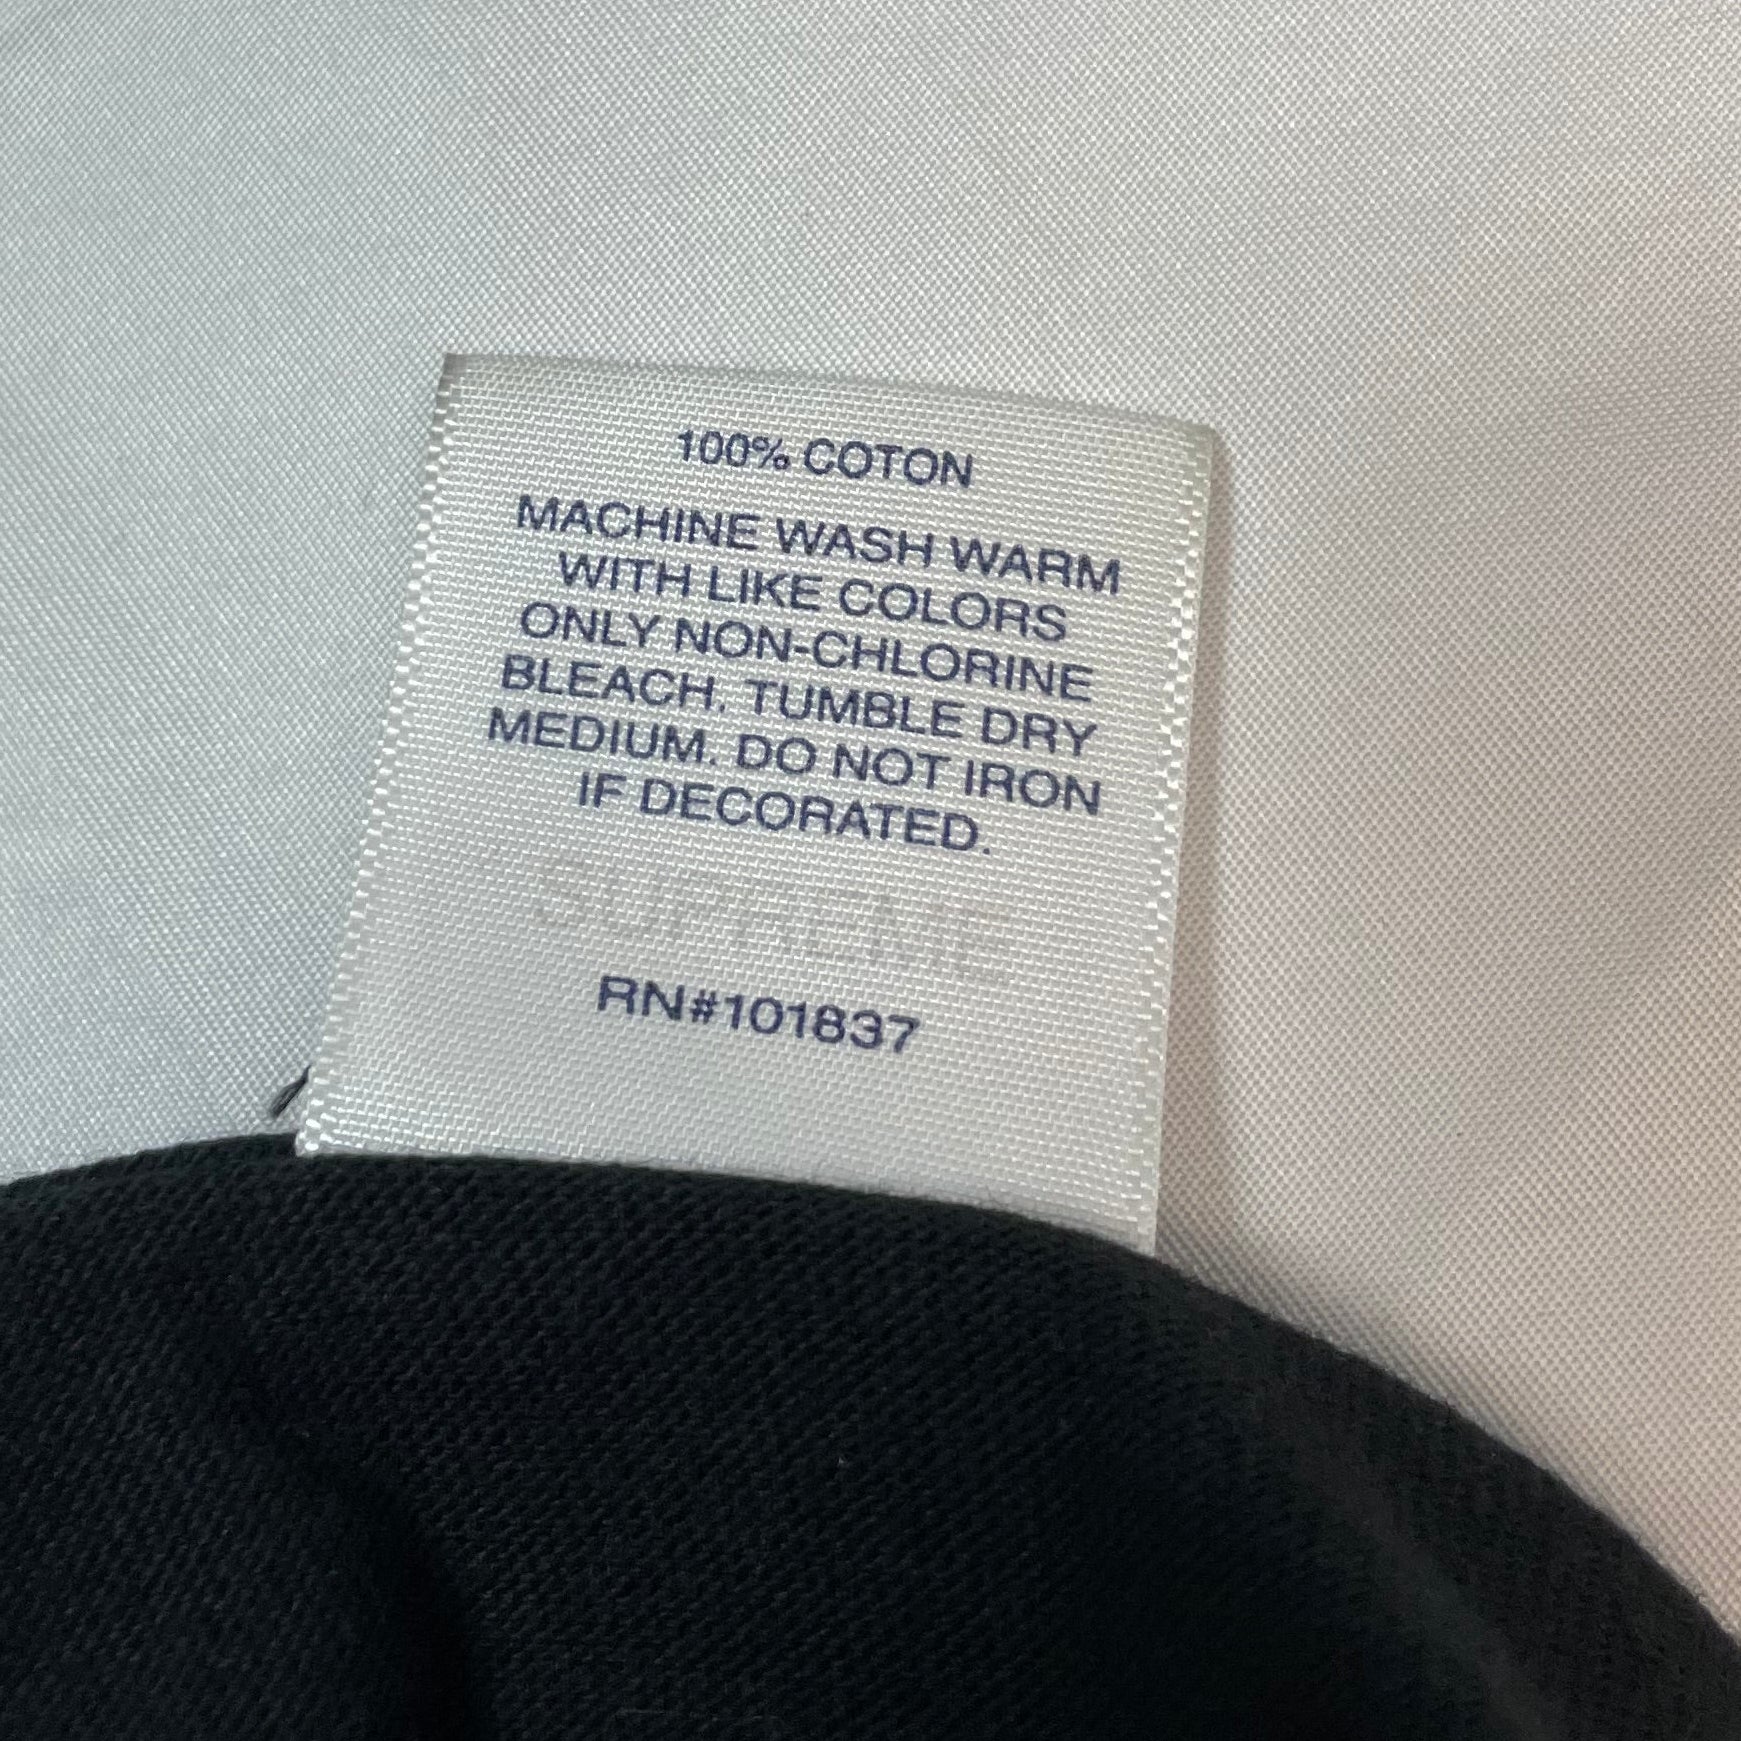 100% COTON
MACHINE WASH WARM
WITH LIKE COLORS
ONLY NON-CHLORINE
BLEACH. TUMBLE DRY
MEDIUM. DO NOT IRON
IF DECORATED.
SUPREME
RN#101837